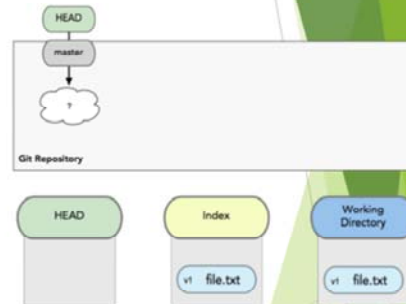 HEAD
master
?
Git Repository
HEAD
Index
Working
Directory
v1 file.txt
v1 file.txt